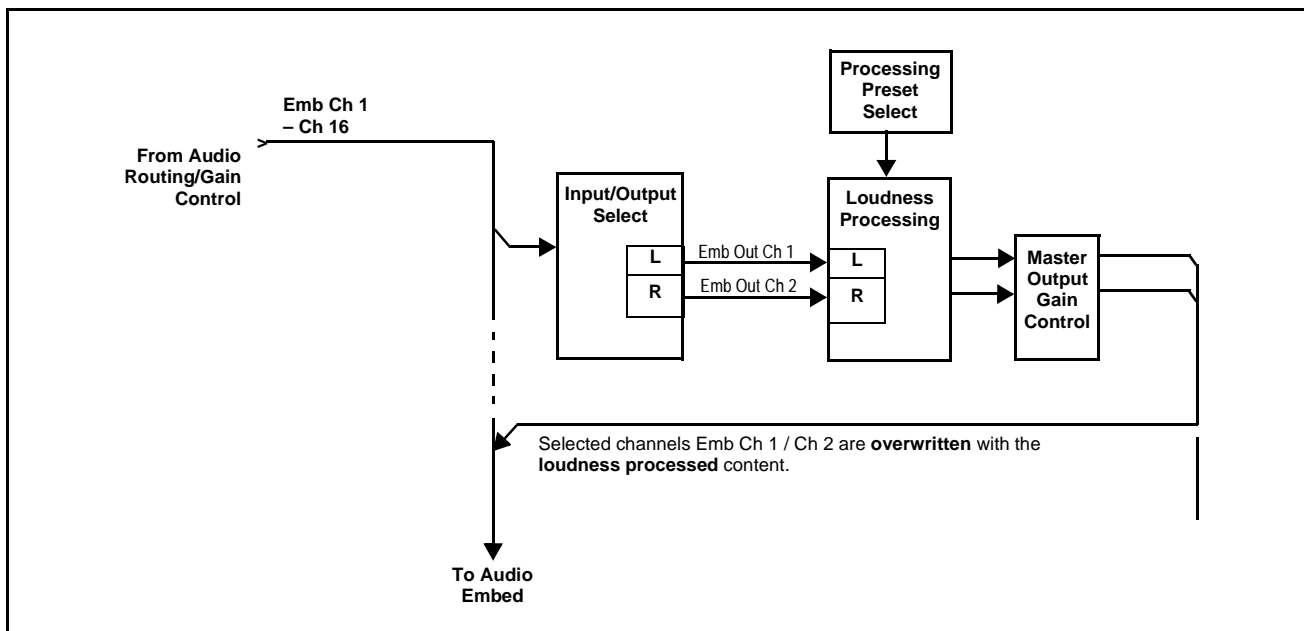 Emb Ch 1
– Ch 16
From Audio
Routing/Gain
Control
Processing
Preset
Select
Input/Output
Select
L
R
Emb Out Ch 1
Emb Out Ch 2
Loudness
Processing
L
R
Master
Output
Gain
Control
Selected channels Emb Ch 1 / Ch 2 are overwritten with the
loudness processed content.
To Audio
Embed